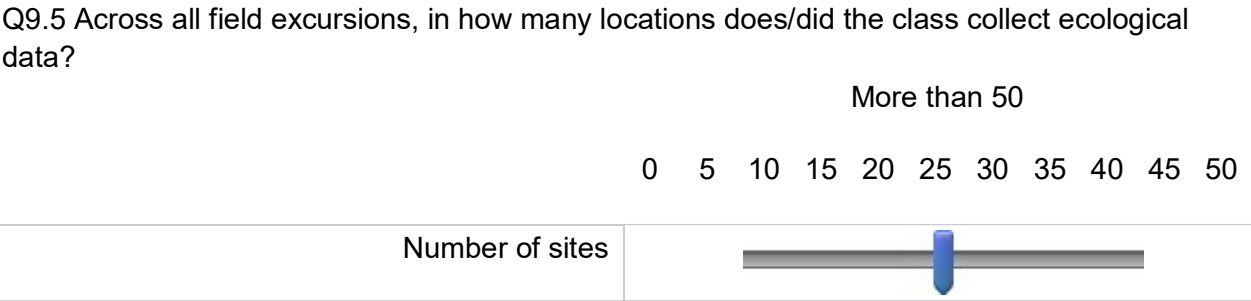 Q9.5 Across all field excursions, in how many locations does/did the class collect ecological
data?
More than 50
0 5 10 15 20 25 30 35 40 45 50
Number of sites